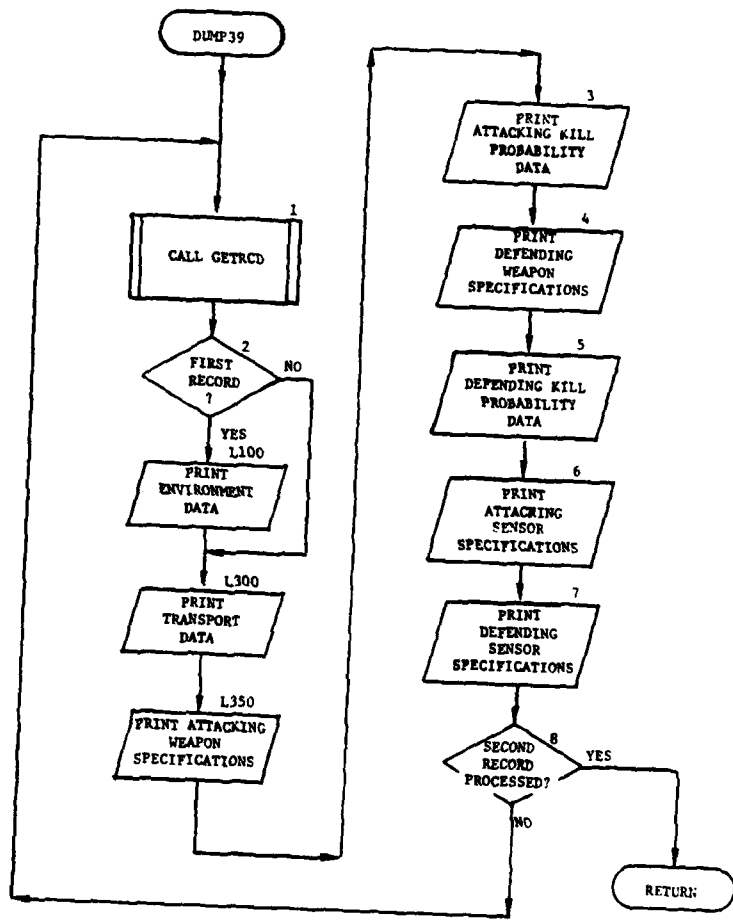 DUMP39
1
CALL GETRCD
2
FIRST
RECORD
?
NO
YES
L100
PRINT
ENVIRONMENT
DATA
L300
PRINT
TRANSPORT
DATA
L350
PRINT ATTACKING
WEAPON
SPECIFICATIONS
3
PRINT
ATTACKING KILL
PROBABILITY
DATA
4
PRINT
DEFENDING
WEAPON
SPECIFICATIONS
5
PRINT
DEFENDING KILL
PROBABILITY
DATA
6
PRINT
ATTACKING
SENSOR
SPECIFICATIONS
7
PRINT
DEFENDING
SENSOR
SPECIFICATIONS
8
SECOND
RECORD
PROCESSED?
YES
NO
RETURN